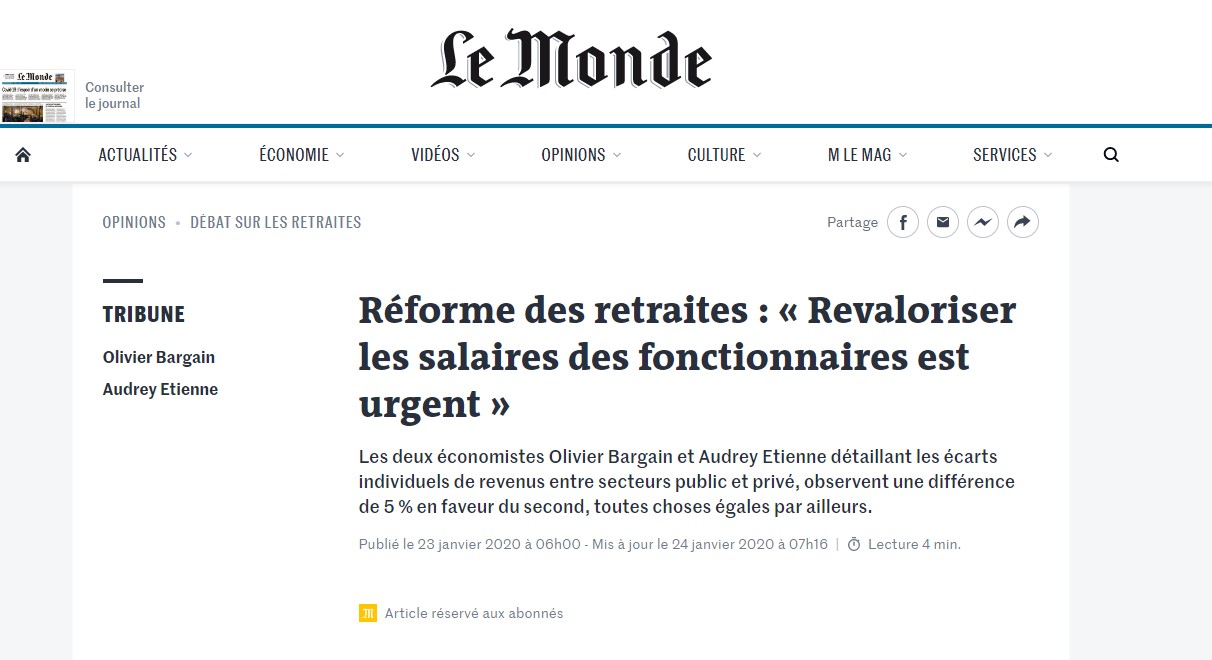 Le Monde
Le Monde
Consulter
le journal
ACTUALITÉS
ÉCONOMIE
VIDÉOS
OPINIONS
CULTURE
M LE MAG
SERVICES
OPINIONS • DÉBAT SUR LES RETRAITES
Partage
TRIBUNE
Olivier Bargain
Audrey Etienne
Réforme des retraites : « Revaloriser
les salaires des fonctionnaires est
urgent »
Les deux économistes Olivier Bargain et Audrey Etienne détaillant les écarts
individuels de revenus entre secteurs public et privé, observent une différence
de 5 % en faveur du second, toutes choses égales par ailleurs.
Publié le 23 janvier 2020 à 06h00 - Mis à jour le 24 janvier 2020 à 07h16 | Lecture 4 min.
Article réservé aux abonnés